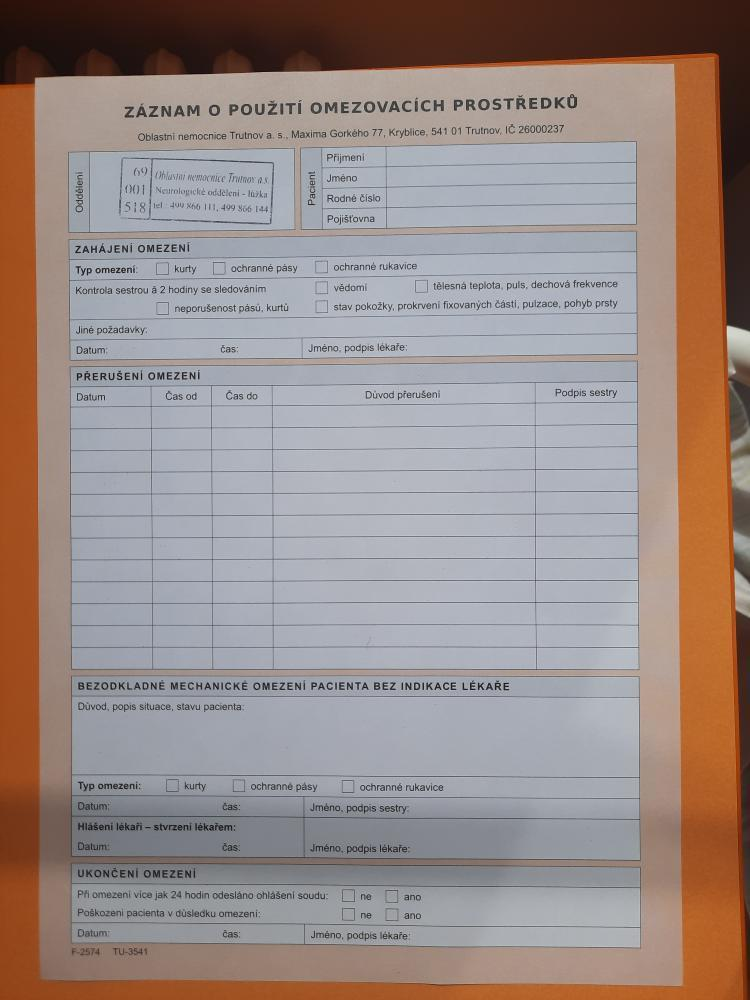 ZÁZNAM O POUŽITÍ OMEZOVACÍCH PROSTŘEDKŮ
Oblastní nemocnice Trutnov a. s., Maxima Gorkého 77, Kryblice, 541 01 Trutnov, IČ 26000237
Oddělení
69
001
518
Oblastní nemocnice Trutnov a.s.
Neurologické oddělení - lůžka
tel.: 499 866 111, 499 866 144
Pacient
Příjmení
Jméno
Rodné číslo
Pojišťovna
ZAHÁJENÍ OMEZENÍ
Typ omezení: kurty ochranné pásy ochranné rukavice
Kontrola sestrou á 2 hodiny se sledováním vědomí tělesná teplota, puls, dechová frekvence
neporušenost pásů, kurtů stav pokožky, prokrvení fixovaných částí, pulzace, pohyb prsty
Jiné požadavky:
Datum: čas: Jméno, podpis lékaře:
PŘERUŠENÍ OMEZENÍ
Datum Čas od Čas do Důvod přerušení Podpis sestry
BEZODKLADNÉ MECHANICKÉ OMEZENÍ PACIENTA BEZ INDIKACE LÉKAŘE
Důvod, popis situace, stavu pacienta:
Typ omezení: kurty ochranné pásy ochranné rukavice
Datum: čas: Jméno, podpis sestry:
Hlášení lékaři – stvrzení lékařem:
Datum: čas: Jméno, podpis lékaře:
UKONČENÍ OMEZENÍ
Při omezení více jak 24 hodin odesláno ohlášení soudu: ne ano
Poškození pacienta v důsledku omezení: ne ano
Datum: čas: Jméno, podpis lékaře:
F-2574 TU-3541